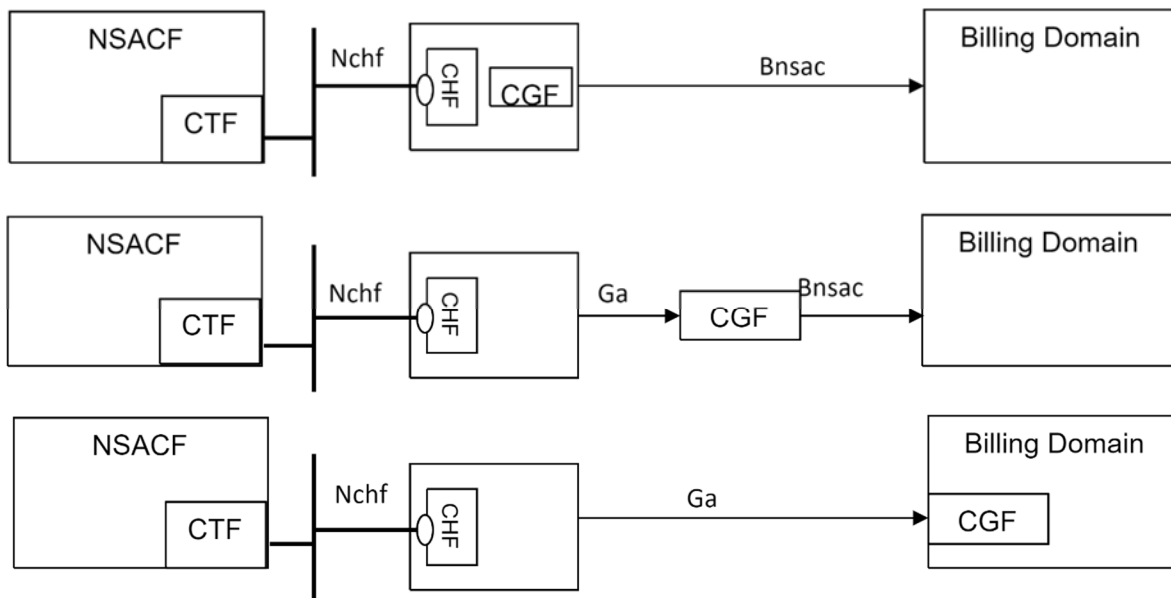 NSACF
CTF
Nchf
CHF
CGF
Bnsac
Billing Domain
NSACF
CTF
Nchf
CHF
Ga
CGF
Bnsac
Billing Domain
NSACF
CTF
Nchf
CHF
Ga
Billing Domain
CGF